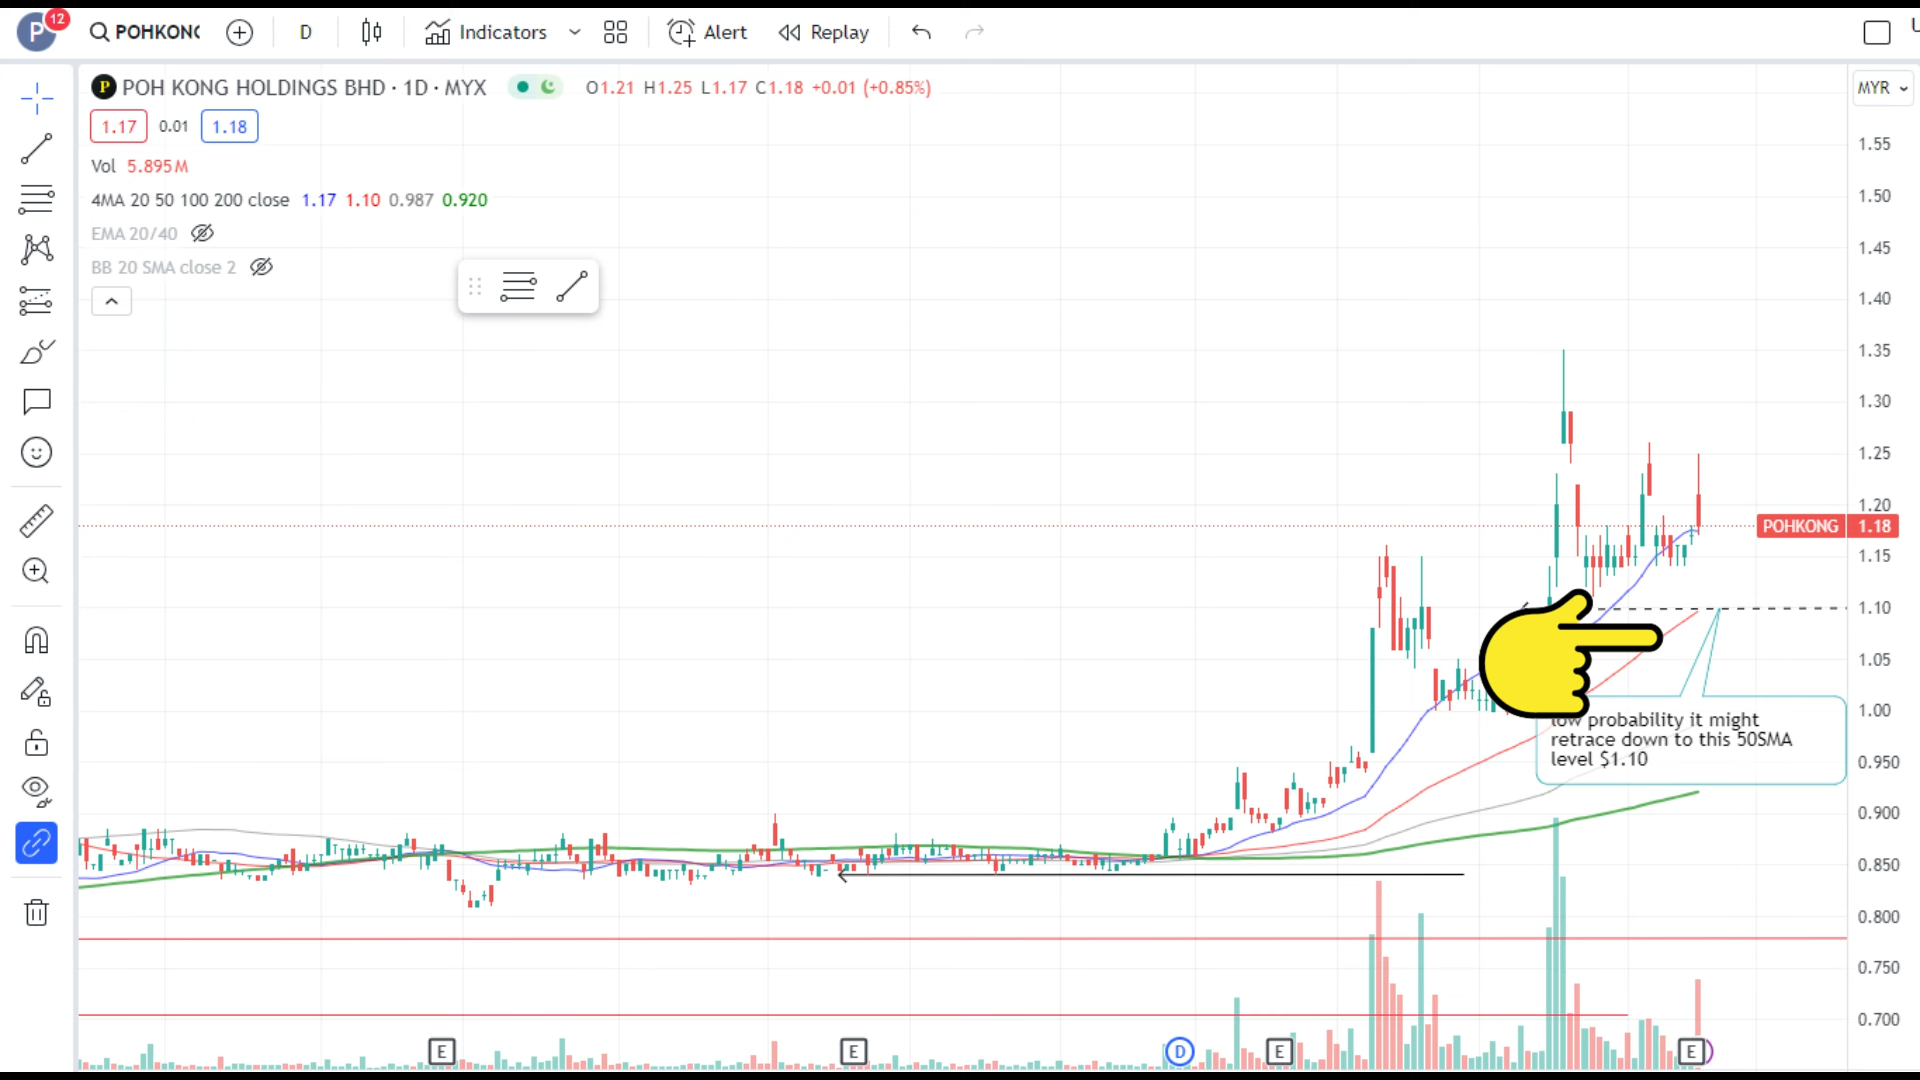 P 12 POHKONG D Indicators Alert Replay
P POH KONG HOLDINGS BHD · 1D · MYX O1.21 H1.25 L1.17 C1.18 +0.01 (+0.85%) MYR
1.17 0.01 1.18
Vol 5.895M
4MA 20 50 100 200 close 1.17 1.10 0.987 0.920
EMA 20/40
BB 20 SMA close 2
1.55
1.50
1.45
1.40
1.35
1.30
1.25
1.20
POHKONG 1.18
1.15
1.10
1.05
1.00
low probability it might
retrace down to this 50SMA
level $1.10
0.950
0.900
0.850
0.800
0.750
0.700
E E D E E